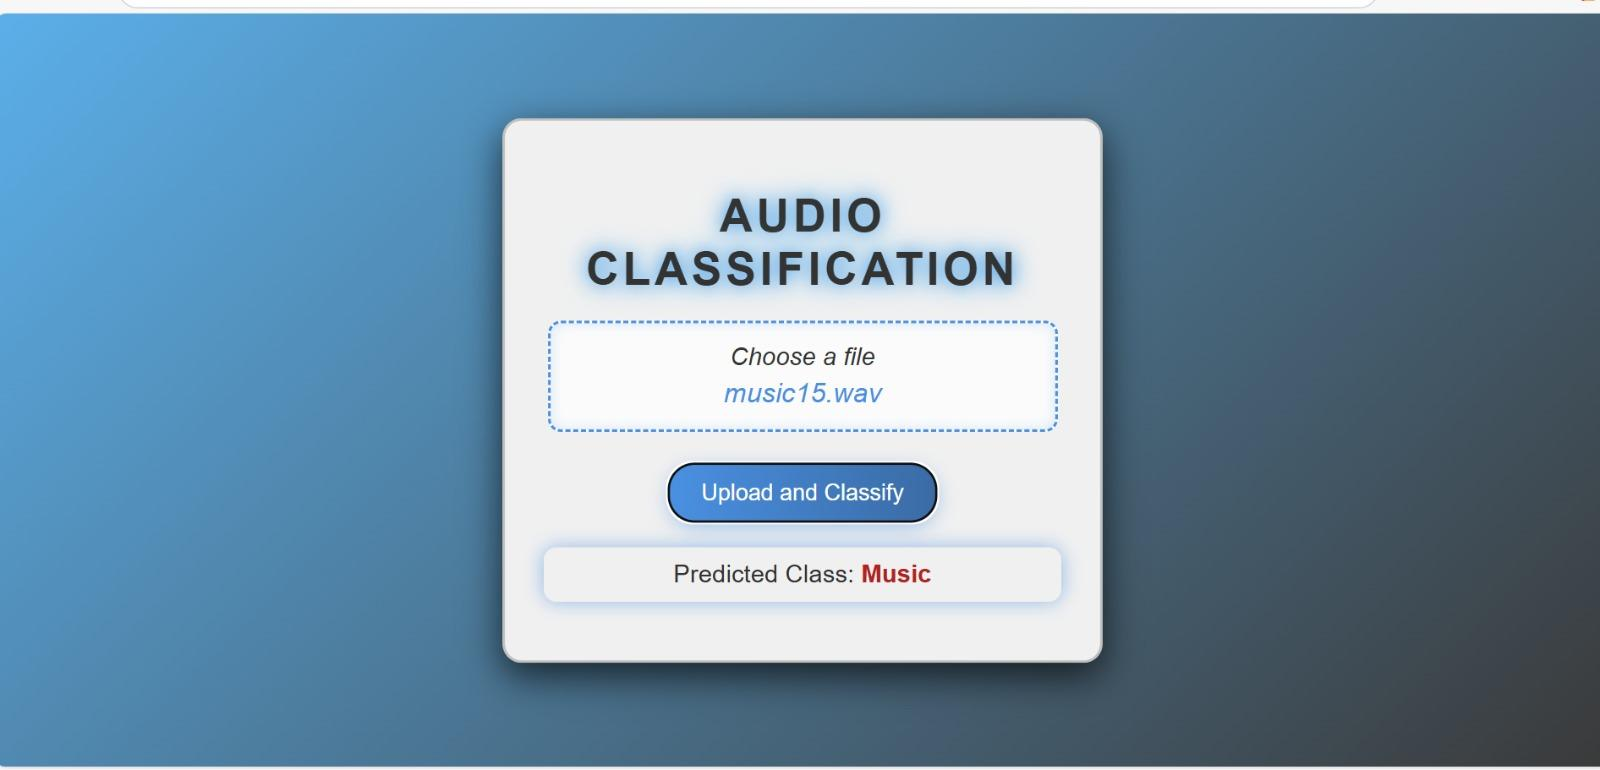 AUDIO
CLASSIFICATION
Choose a file
music15.wav
Upload and Classify
Predicted Class: Music